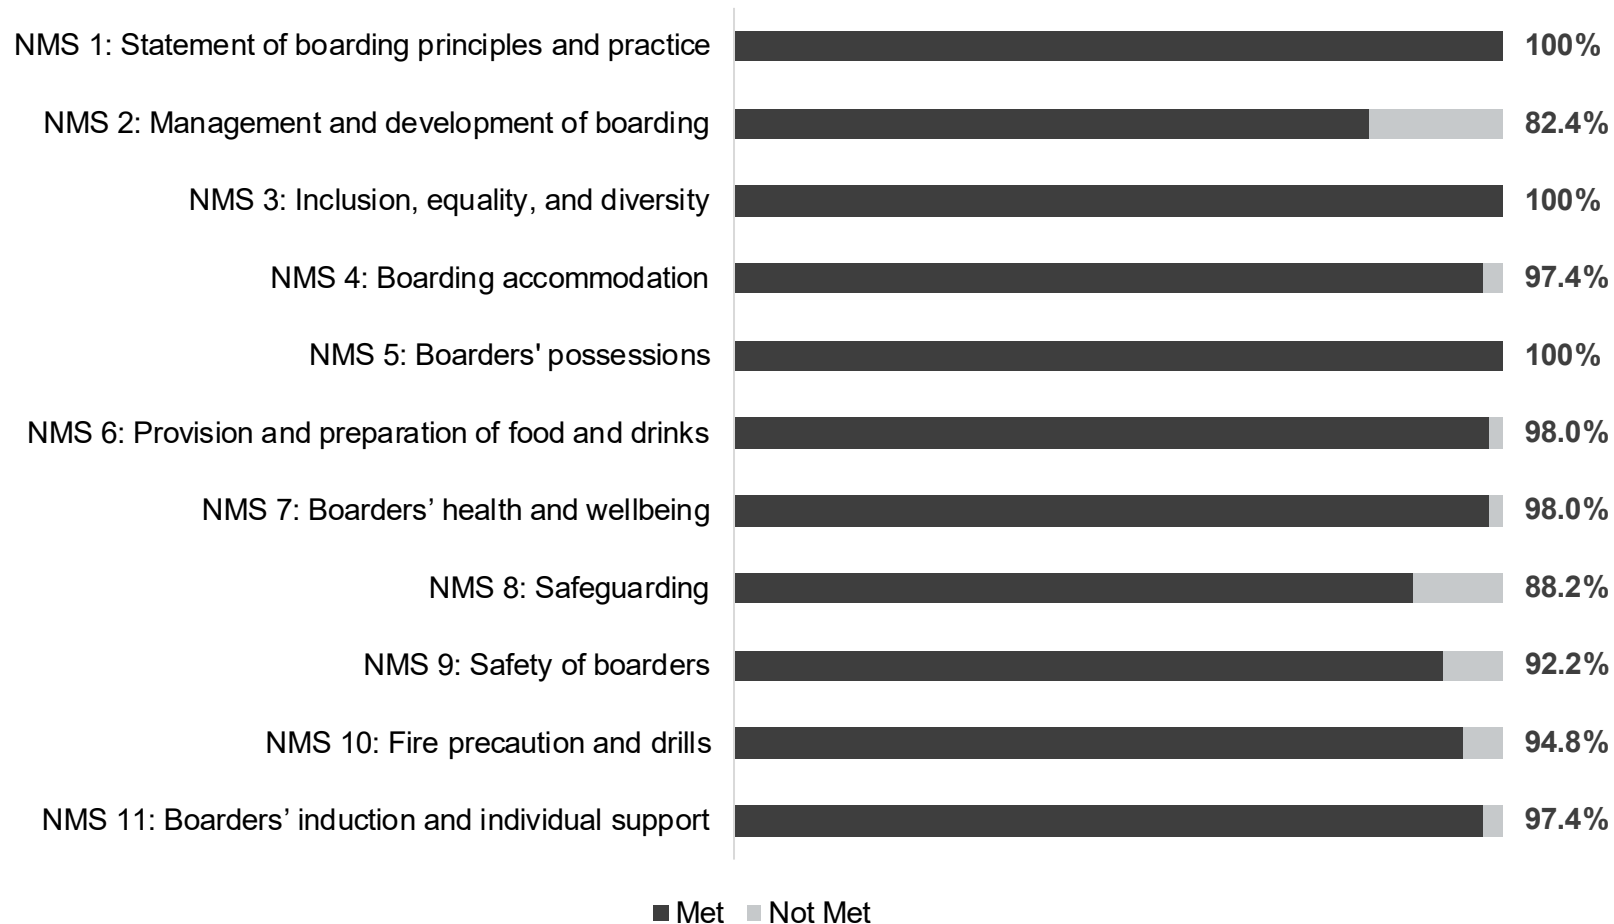 NMS 1: Statement of boarding principles and practice 100%
NMS 2: Management and development of boarding 82.4%
NMS 3: Inclusion, equality, and diversity 100%
NMS 4: Boarding accommodation 97.4%
NMS 5: Boarders' possessions 100%
NMS 6: Provision and preparation of food and drinks 98.0%
NMS 7: Boarders’ health and wellbeing 98.0%
NMS 8: Safeguarding 88.2%
NMS 9: Safety of boarders 92.2%
NMS 10: Fire precaution and drills 94.8%
NMS 11: Boarders’ induction and individual support 97.4%
Met Not Met